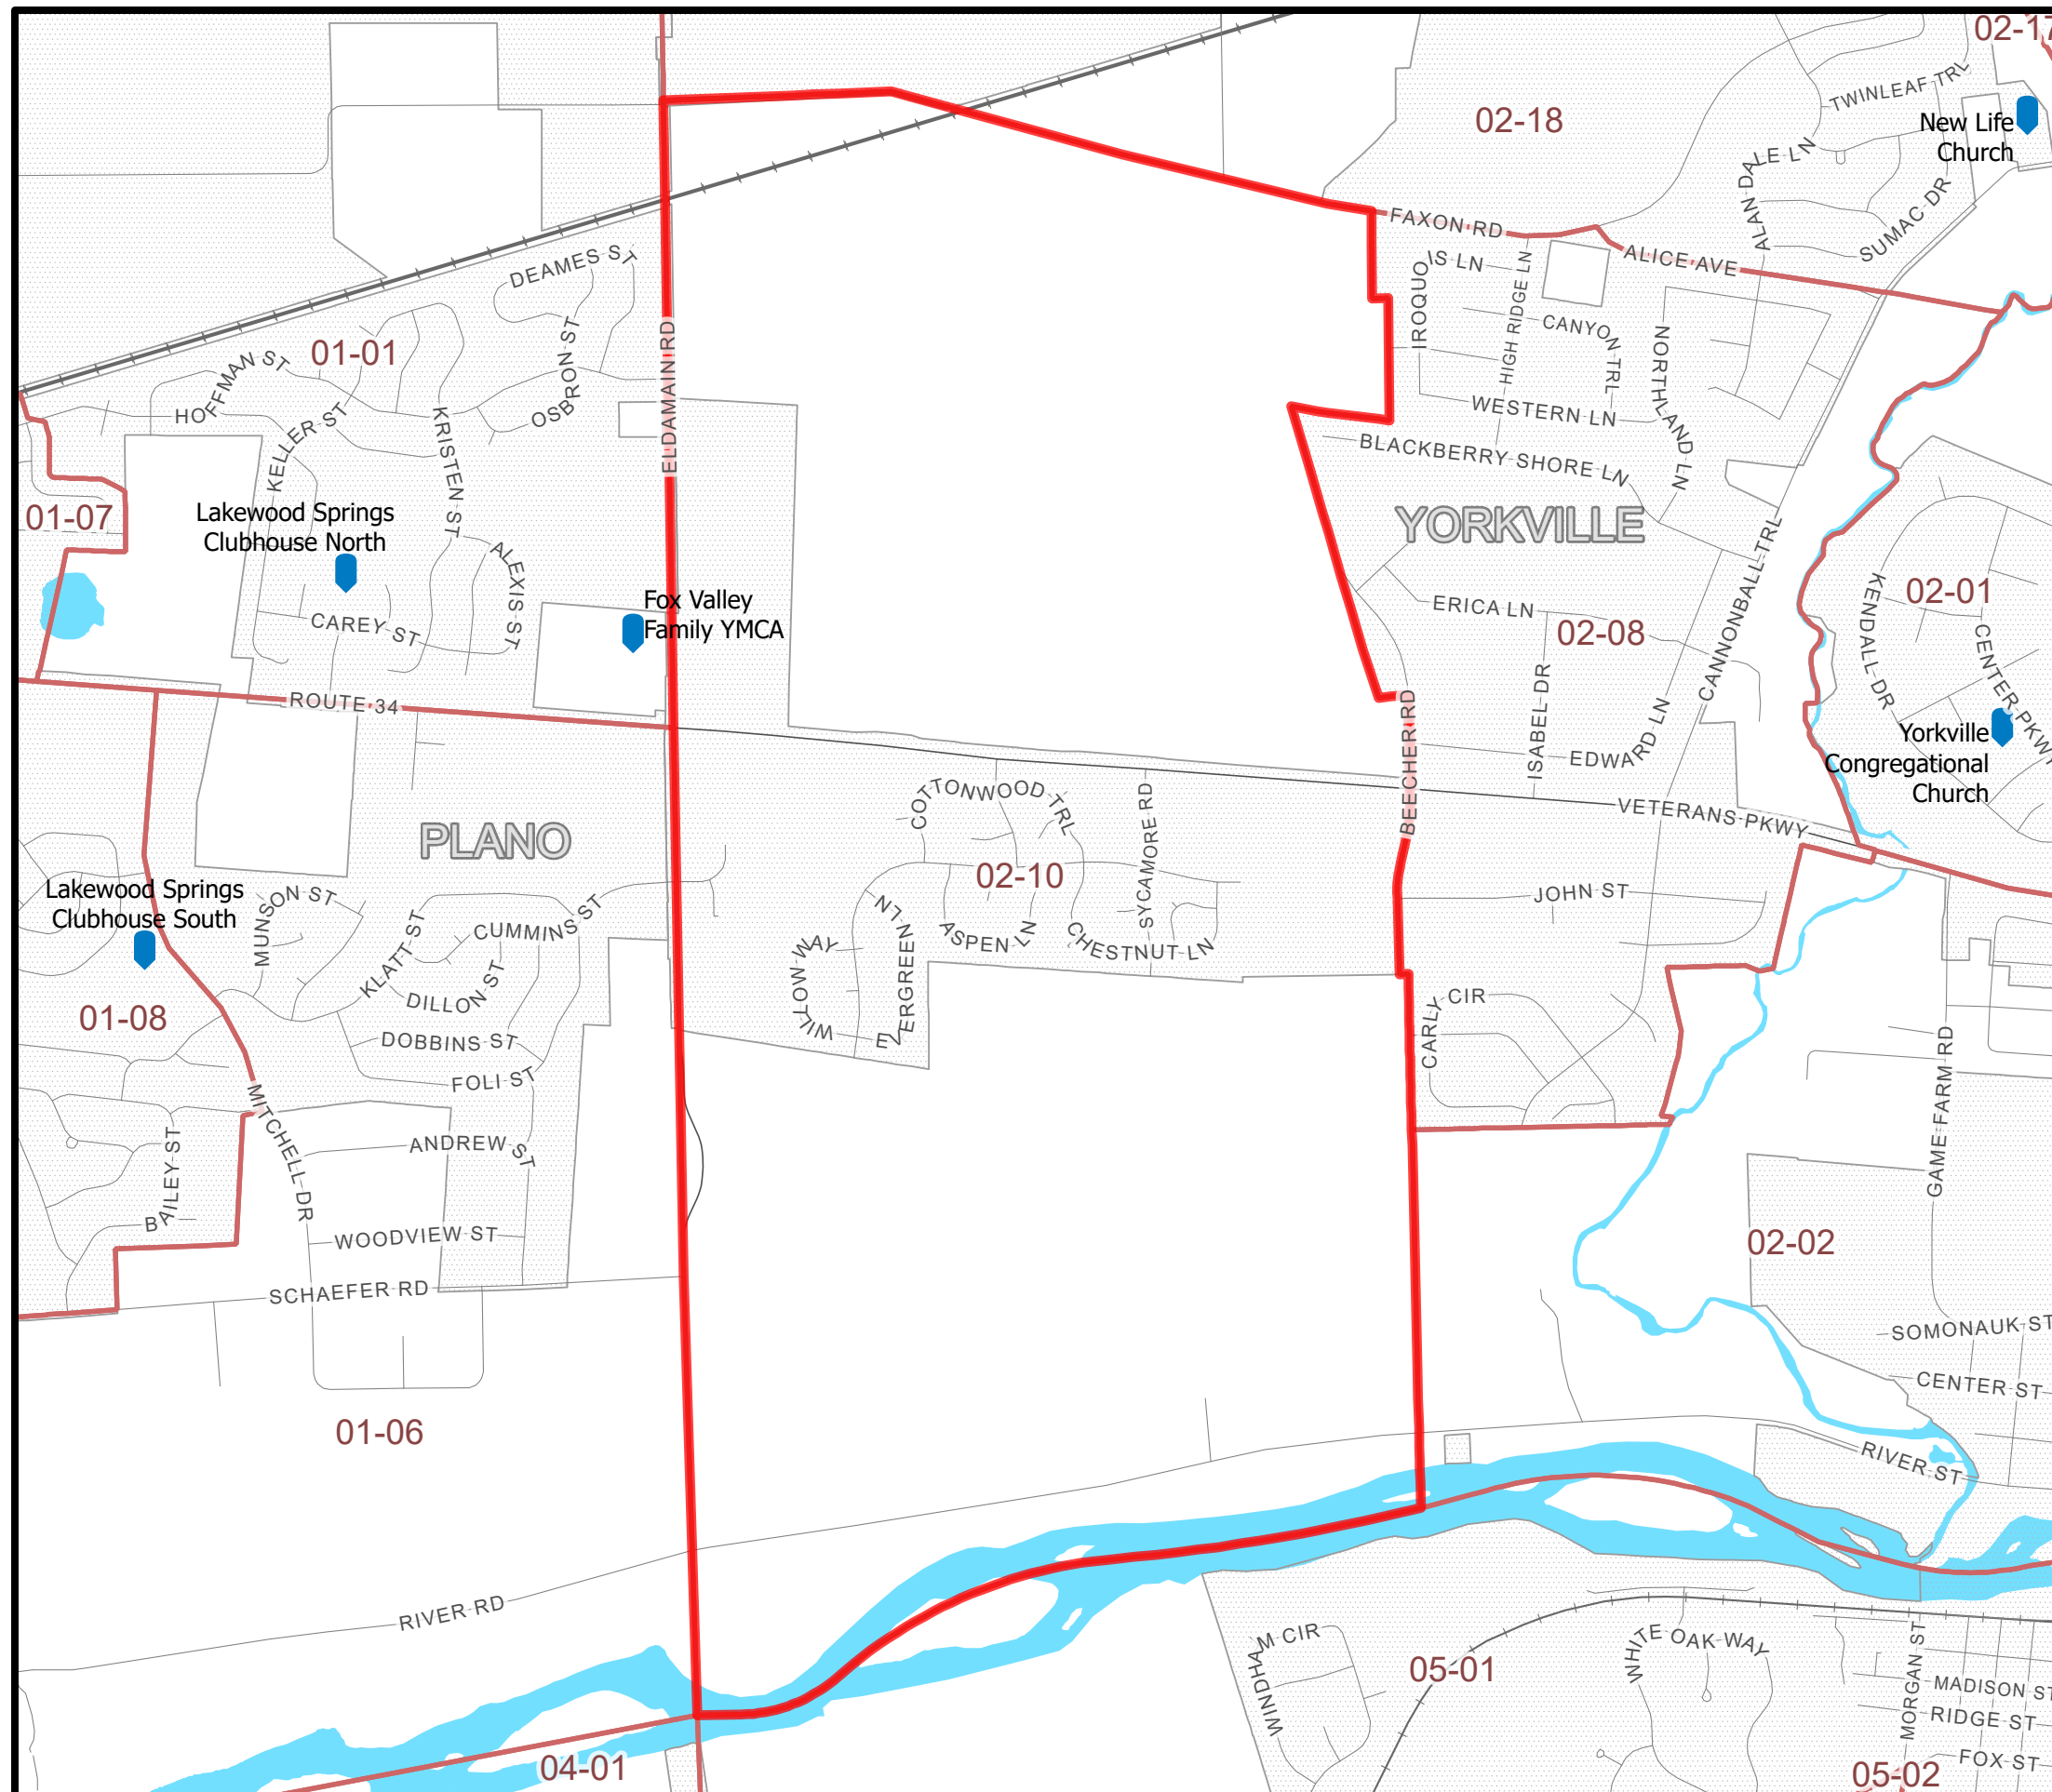 02-17
TWINLEAF TRL
02-18
New Life
Church
ALAN DALE LN
SUMAC DR
FAXON RD
ALICE AVE
IROQUOIS LN
HIGH RIDGE LN
DEAMES ST
CANYON TRL
NORTHLAND LN
ELDAMAIN RD
OSBRON ST
01-01
HOFFMAN ST
KELLER ST
KRISTEN ST
WESTERN LN
BLACKBERRY SHORE LN
01-07
Lakewood Springs
Clubhouse North
YORKVILLE
CANNONBALL TRL
ALEXIS ST
CAREY ST
Fox Valley
Family YMCA
ERICA LN
02-08
02-01
KENDALL DR
CENTER PKWY
ISABEL DR
EDWARD LN
BEECHER RD
ROUTE 34
Yorkville
Congregational
Church
VETERANS PKWY
COTTONWOOD TRL
SYCAMORE RD
PLANO
02-10
Lakewood Springs
Clubhouse South
MUNSON ST
KLATT ST
CUMMINS ST
DILLON ST
WILLOW WAY
EVERGREEN LN
ASPEN LN
CHESTNUT LN
JOHN ST
01-08
DOBBINS ST
FOLI ST
CARLY CIR
GAME FARM RD
MITCHELL DR
ANDREW ST
BAILEY ST
WOODVIEW ST
SCHAEFER RD
02-02
SOMONAUK ST
CENTER ST
01-06
RIVER ST
RIVER RD
WINDHAM CIR
05-01
WHITE OAK WAY
MORGAN ST
MADISON ST
RIDGE ST
FOX ST
04-01
05-02